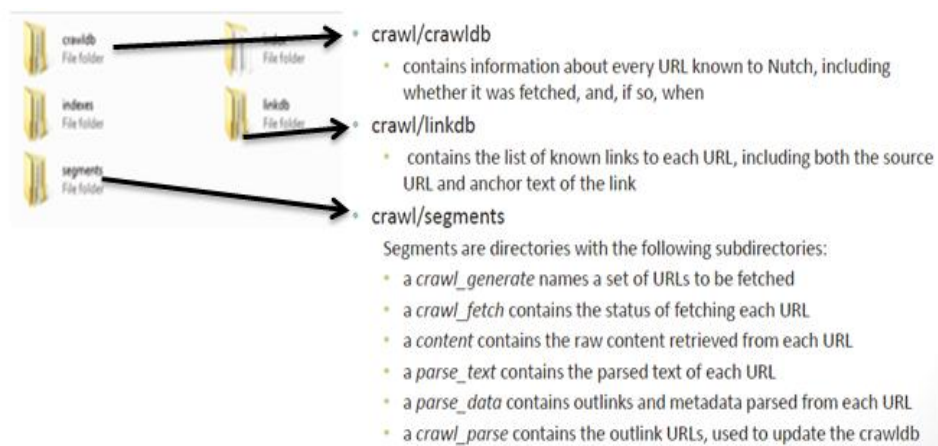 crawldb
File folder
File folder
indexes
File folder
linkdb
File folder
segments
File folder
crawl/crawldb
contains information about every URL known to Nutch, including
whether it was fetched, and, if so, when
crawl/linkdb
contains the list of known links to each URL, including both the source
URL and anchor text of the link
crawl/segments
Segments are directories with the following subdirectories:
a crawl_generate names a set of URLs to be fetched
a crawl_fetch contains the status of fetching each URL
a content contains the raw content retrieved from each URL
a parse_text contains the parsed text of each URL
a parse_data contains outlinks and metadata parsed from each URL
a crawl_parse contains the outlink URLs, used to update the crawldb